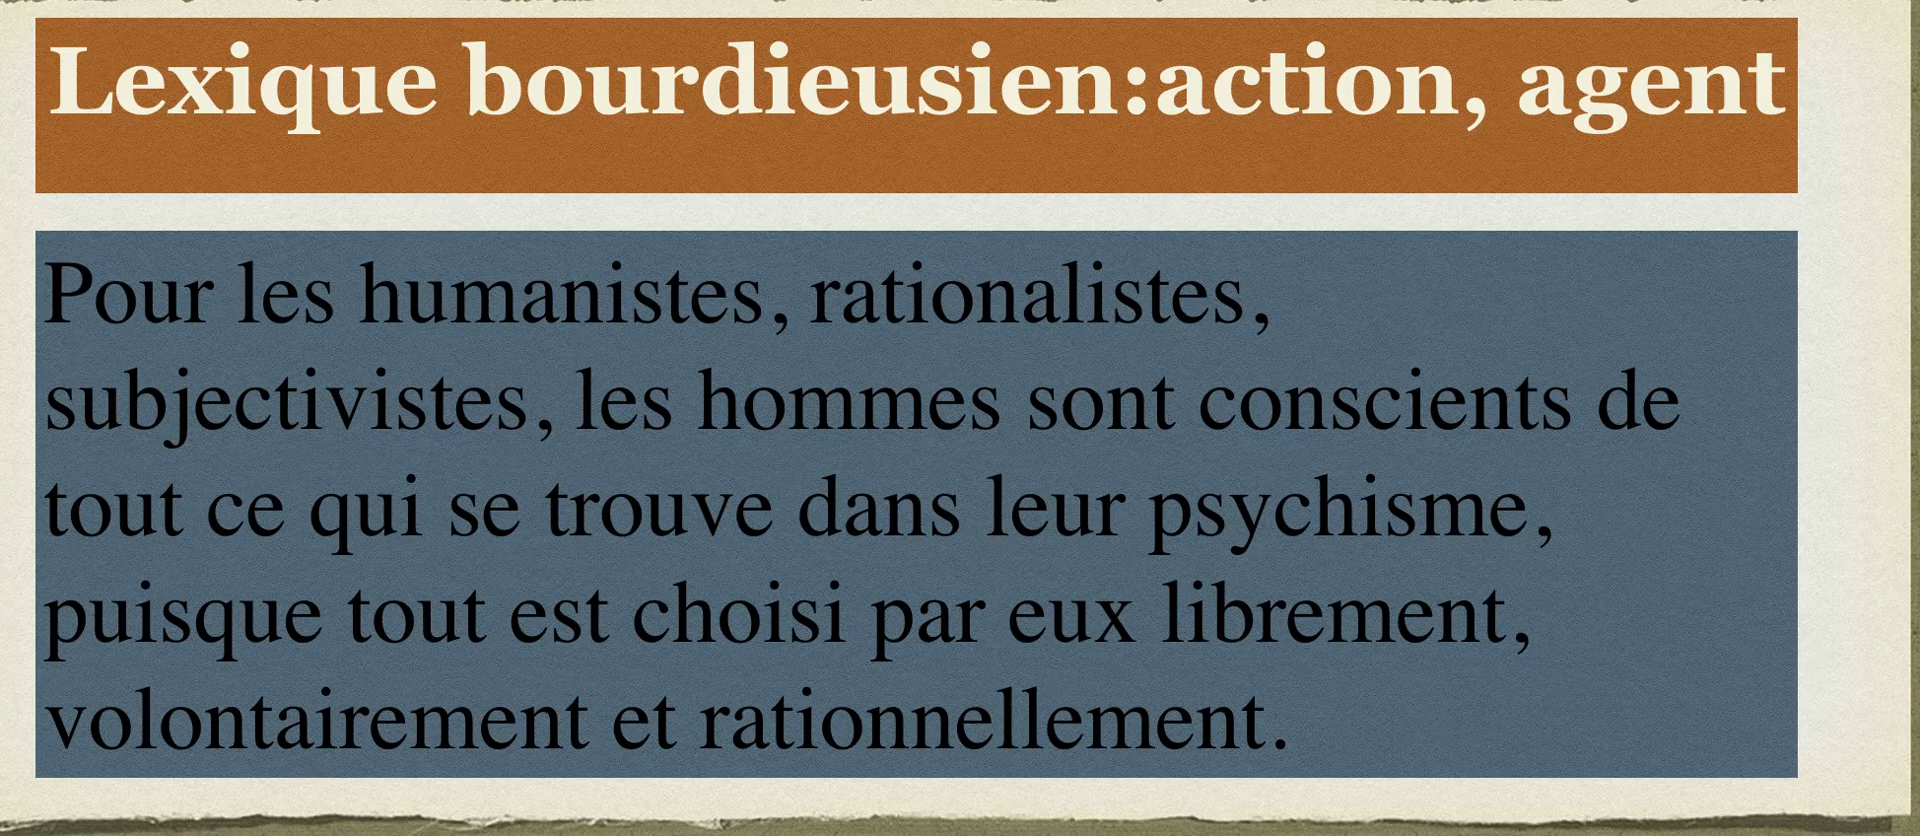 Lexique bourdieusien:action, agent
Pour les humanistes, rationalistes,
subjectivistes, les hommes sont conscients de
tout ce qui se trouve dans leur psychisme,
puisque tout est choisi par eux librement,
volontairement et rationnellement.